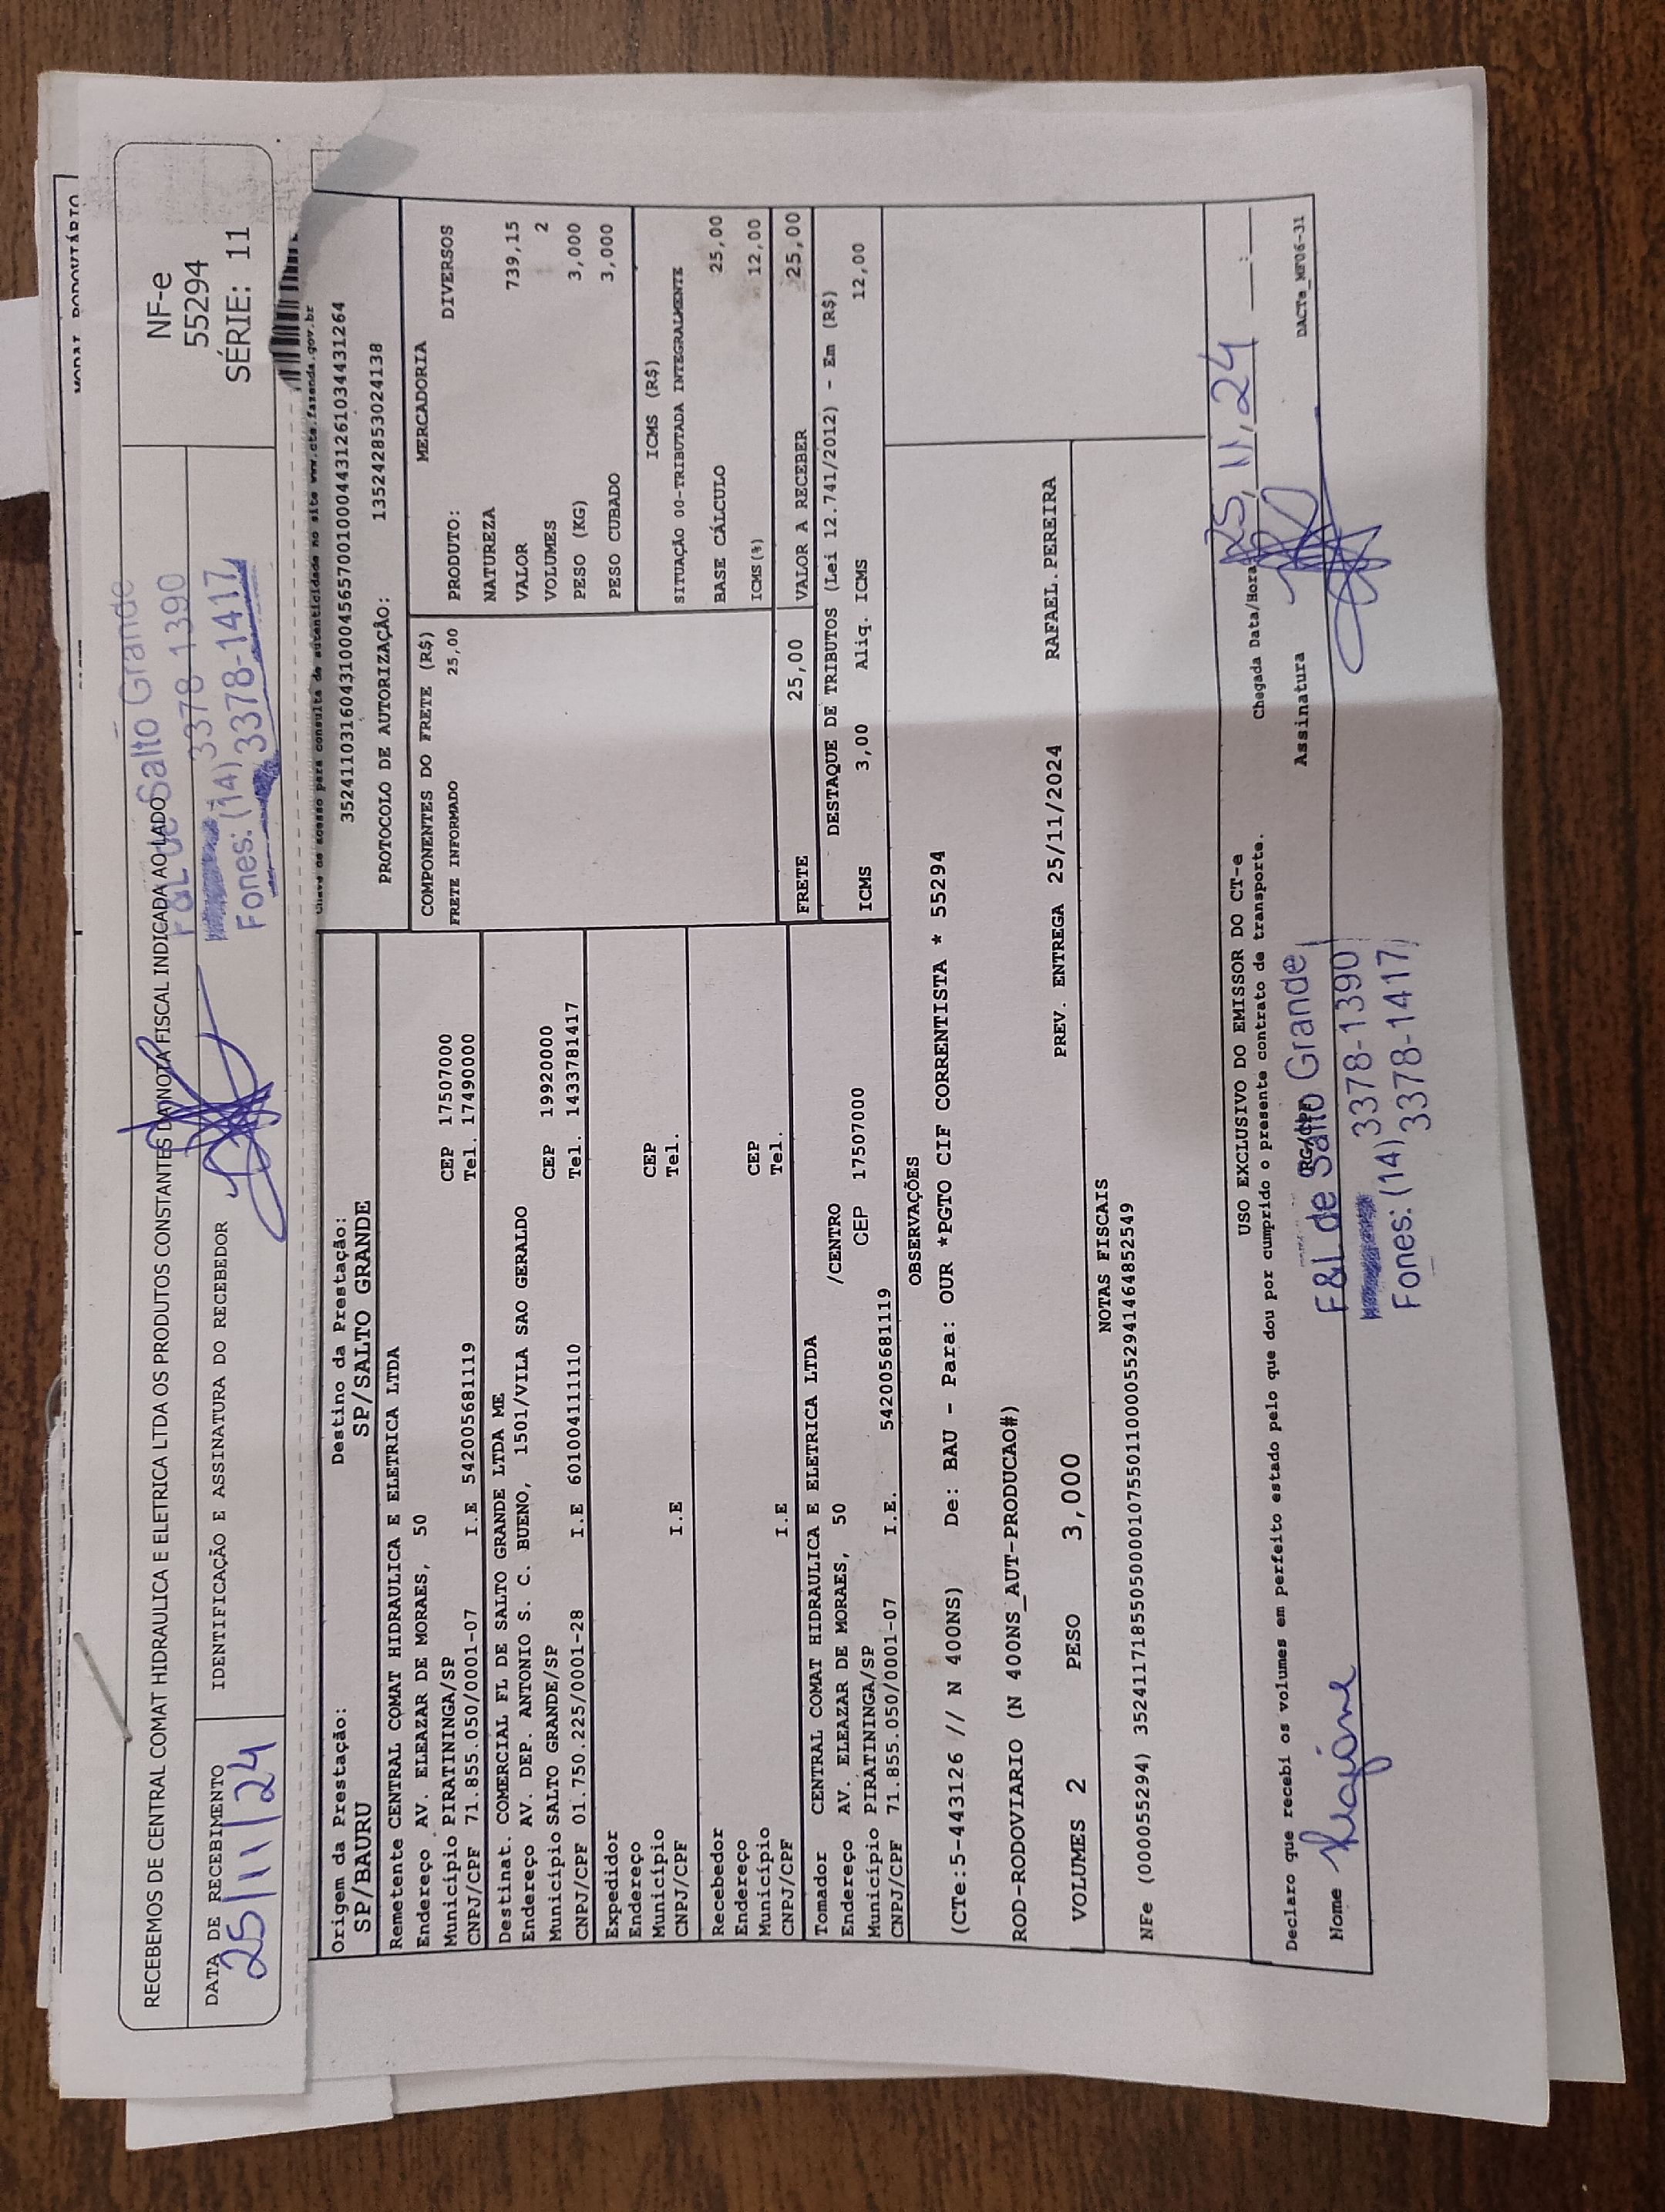 RECEBEMOS DE CENTRAL COMAT HIDRAULICA E ELETRICA LTDA OS PRODUTOS CONSTANTES DA NOTA FISCAL INDICADA AO LADO
DATA DE RECEBIMENTO
25/11/24
IDENTIFICAÇÃO E ASSINATURA DO RECEBEDOR
F&L de Salto Grande
3378-1390
Fones: (14) 3378-1417
NF-e
55294
SÉRIE: 11
Chave de acesso para consulta de autenticidade no site www.cte.fazenda.gov.br
35241103160431000456570010004431261034431264
PROTOCOLO DE AUTORIZAÇÃO: 135242853024138
Origem da Prestação:
SP/BAURU
Destino da Prestação:
SP/SALTO GRANDE
Remetente CENTRAL COMAT HIDRAULICA E ELETRICA LTDA
Endereço AV. ELEAZAR DE MORAES, 50
Município PIRATININGA/SP CEP 17507000
CNPJ/CPF 71.855.050/0001-07 I.E 542005681119 Tel. 17490000
Destinat. COMERCIAL FL DE SALTO GRANDE LTDA ME
Endereço AV. DEP. ANTONIO S. C. BUENO, 1501/VILA SAO GERALDO
Município SALTO GRANDE/SP CEP 19920000
CNPJ/CPF 01.750.225/0001-28 I.E 601004111110 Tel. 1433781417
Expedidor
Endereço
Município CEP
CNPJ/CPF I.E Tel.
Recebedor
Endereço
Município CEP
CNPJ/CPF I.E Tel.
Tomador CENTRAL COMAT HIDRAULICA E ELETRICA LTDA
Endereço AV. ELEAZAR DE MORAES, 50 /CENTRO
Município PIRATININGA/SP CEP 17507000
CNPJ/CPF 71.855.050/0001-07 I.E. 542005681119
COMPONENTES DO FRETE (R$)
FRETE INFORMADO 25,00
MERCADORIA
PRODUTO: DIVERSOS
NATUREZA
VALOR 739,15
VOLUMES 2
PESO (KG) 3,000
PESO CUBADO 3,000
ICMS (R$)
SITUAÇÃO 00-TRIBUTADA INTEGRALMENTE
BASE CÁLCULO 25,00
ICMS(%) 12,00
FRETE 25,00 VALOR A RECEBER 25,00
DESTAQUE DE TRIBUTOS (Lei 12.741/2012) - Em (R$)
ICMS 3,00 Aliq. ICMS 12,00
OBSERVAÇÕES
(CTe:5-443126 // N 400NS) De: BAU - Para: OUR *PGTO CIF CORRENTISTA * 55294
ROD-RODOVIARIO (N 400NS_AUT-PRODUCAO#)
VOLUMES 2 PESO 3,000 PREV. ENTREGA 25/11/2024 RAFAEL.PEREIRA
NOTAS FISCAIS
NFe (000055294) 35241171855050000107550110000552941464852549
USO EXCLUSIVO DO EMISSOR DO CT-e
Declaro que recebi os volumes em perfeito estado pelo que dou por cumprido o presente contrato de transporte.
Chegada Data/Hora 25,11,24 __:__
Nome
RG/CPF
Assinatura
F&L de Salto Grande
3378-1390
Fones: (14) 3378-1417
DACTe_MF06-31